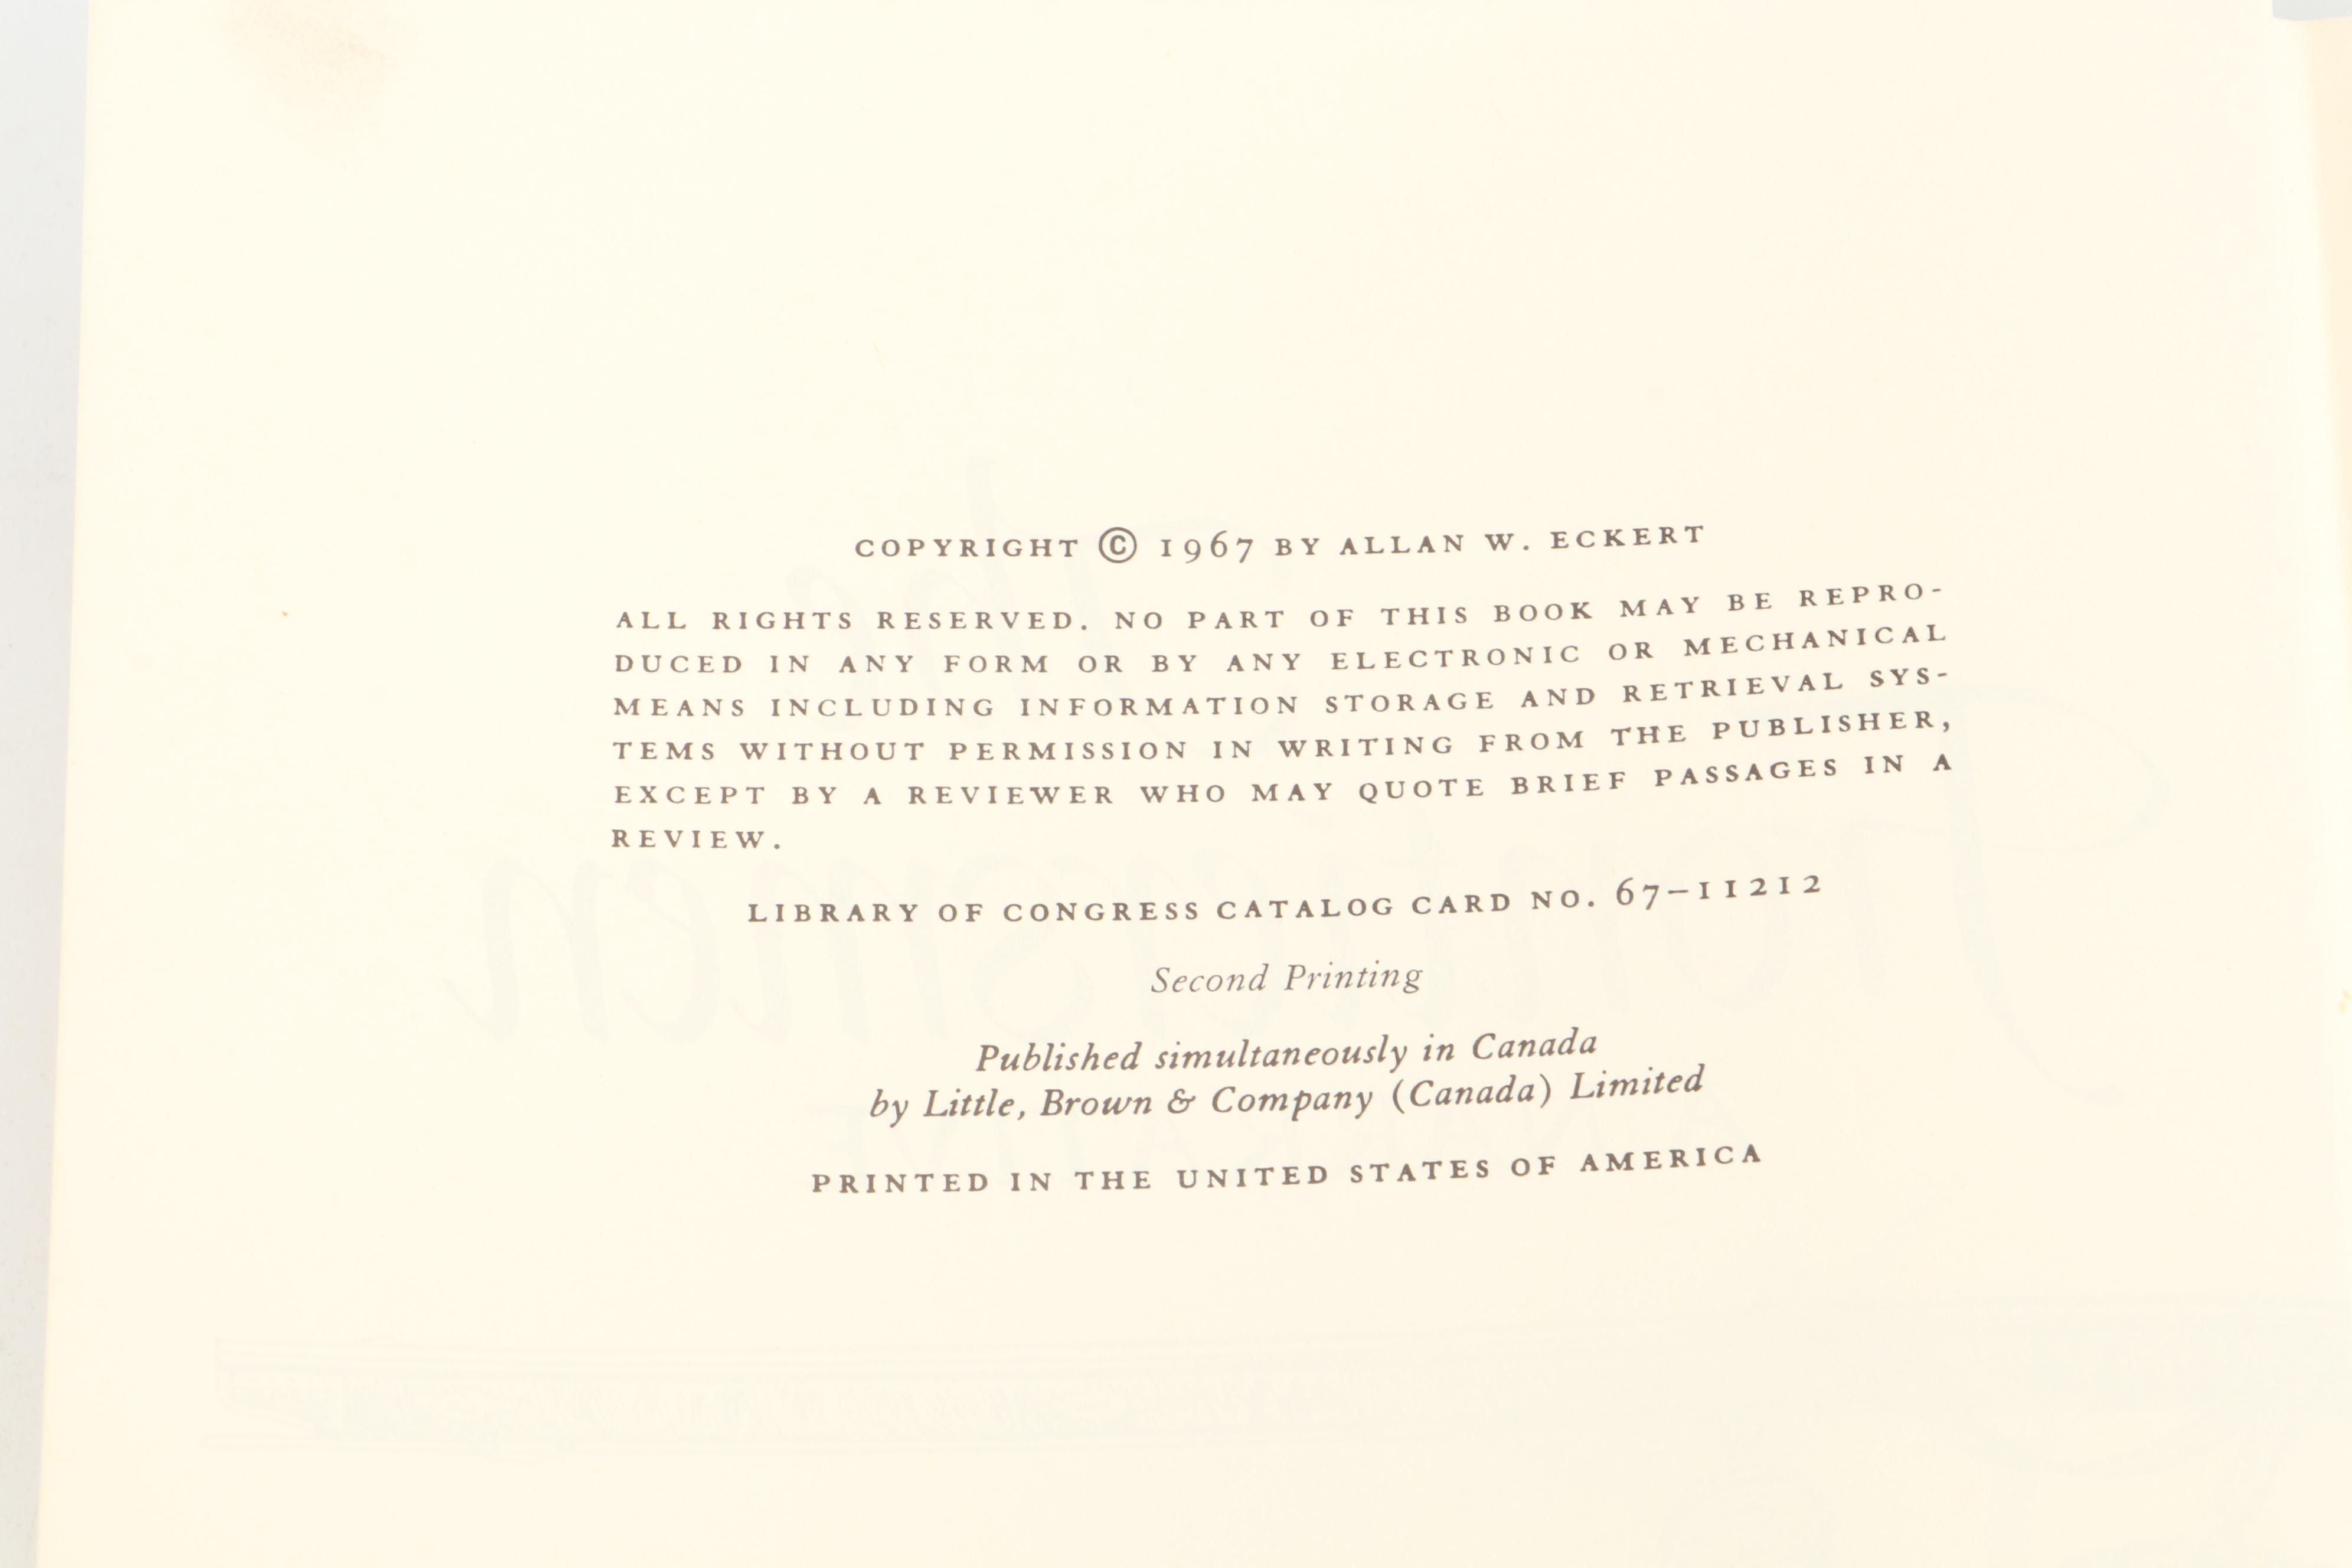 COPYRIGHT © 1967 BY ALLAN W. ECKERT
ALL RIGHTS RESERVED. NO PART OF THIS BOOK MAY BE REPRO-
DUCED IN ANY FORM OR BY ANY ELECTRONIC OR MECHANICAL
MEANS INCLUDING INFORMATION STORAGE AND RETRIEVAL SYS-
TEMS WITHOUT PERMISSION IN WRITING FROM THE PUBLISHER,
EXCEPT BY A REVIEWER WHO MAY QUOTE BRIEF PASSAGES IN A
REVIEW.
LIBRARY OF CONGRESS CATALOG CARD NO. 67-11212
Second Printing
Published simultaneously in Canada
by Little, Brown & Company (Canada) Limited
PRINTED IN THE UNITED STATES OF AMERICA